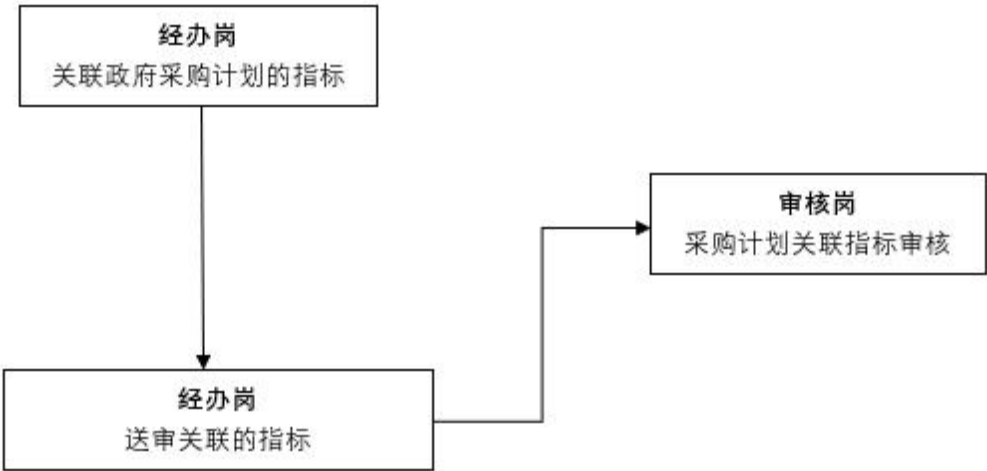 经办岗
关联政府采购计划的指标
审核岗
采购计划关联指标审核
经办岗
送审关联的指标